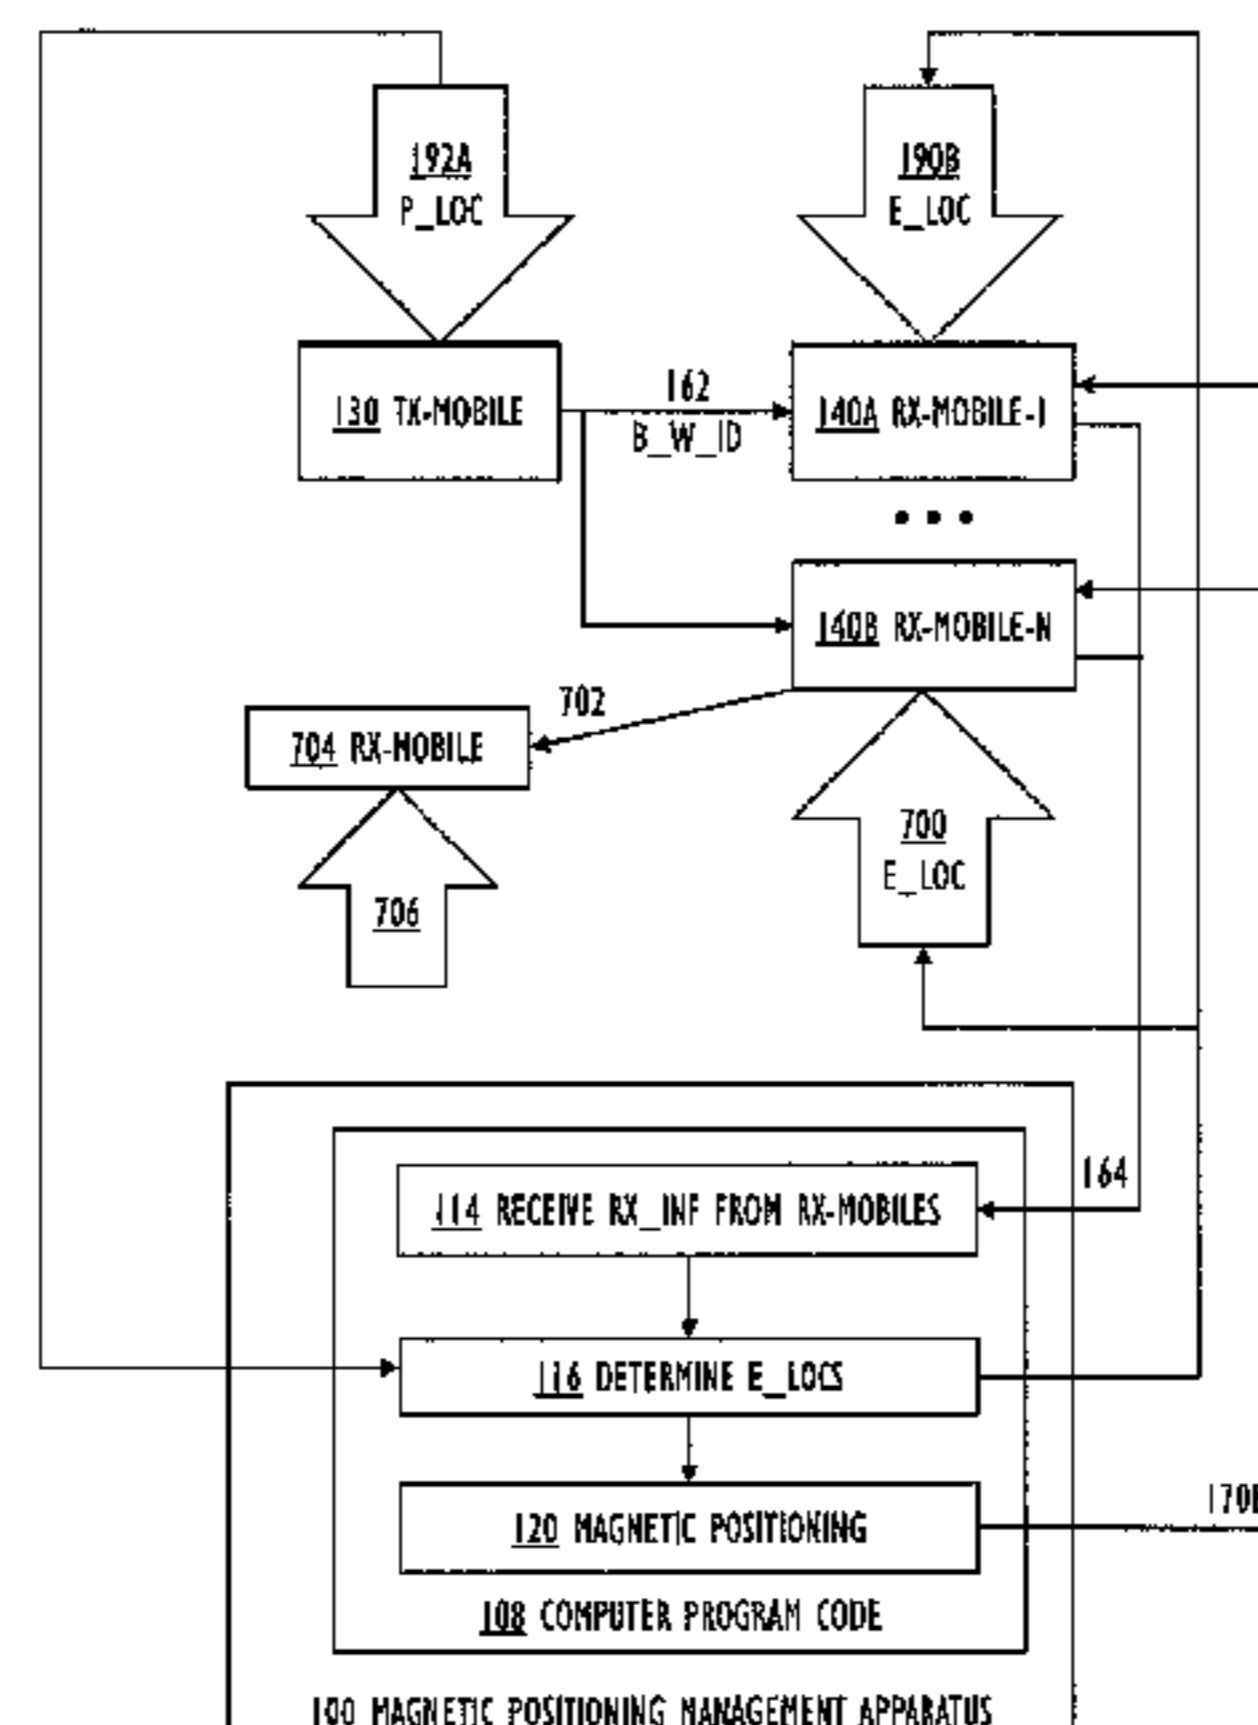 192A
P_LOC
190B
E_LOC
130 TX-MOBILE
162
B_W_ID
140A RX-MOBILE-1
• • •
140B RX-MOBILE-N
702
704 RX-MOBILE
700
E_LOC
706
164
114 RECEIVE RX_INF FROM RX-MOBILES
116 DETERMINE E_LOCS
120 MAGNETIC POSITIONING
170B
108 COMPUTER PROGRAM CODE
100 MAGNETIC POSITIONING MANAGEMENT APPARATUS